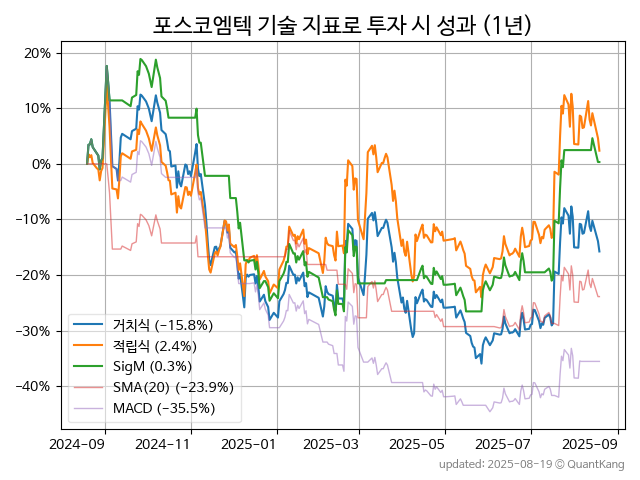 포스코엠텍 기술 지표로 투자 시 성과 (1년)
20%
10%
0%
−10%
−20%
−30%
−40%
거치식 (−15.8%)
적립식 (2.4%)
SigM (0.3%)
SMA(20) (−23.9%)
MACD (−35.5%)
2024-09
2024-11
2025-01
2025-03
2025-05
2025-07
2025-09
updated: 2025-08-19 © QuantKang